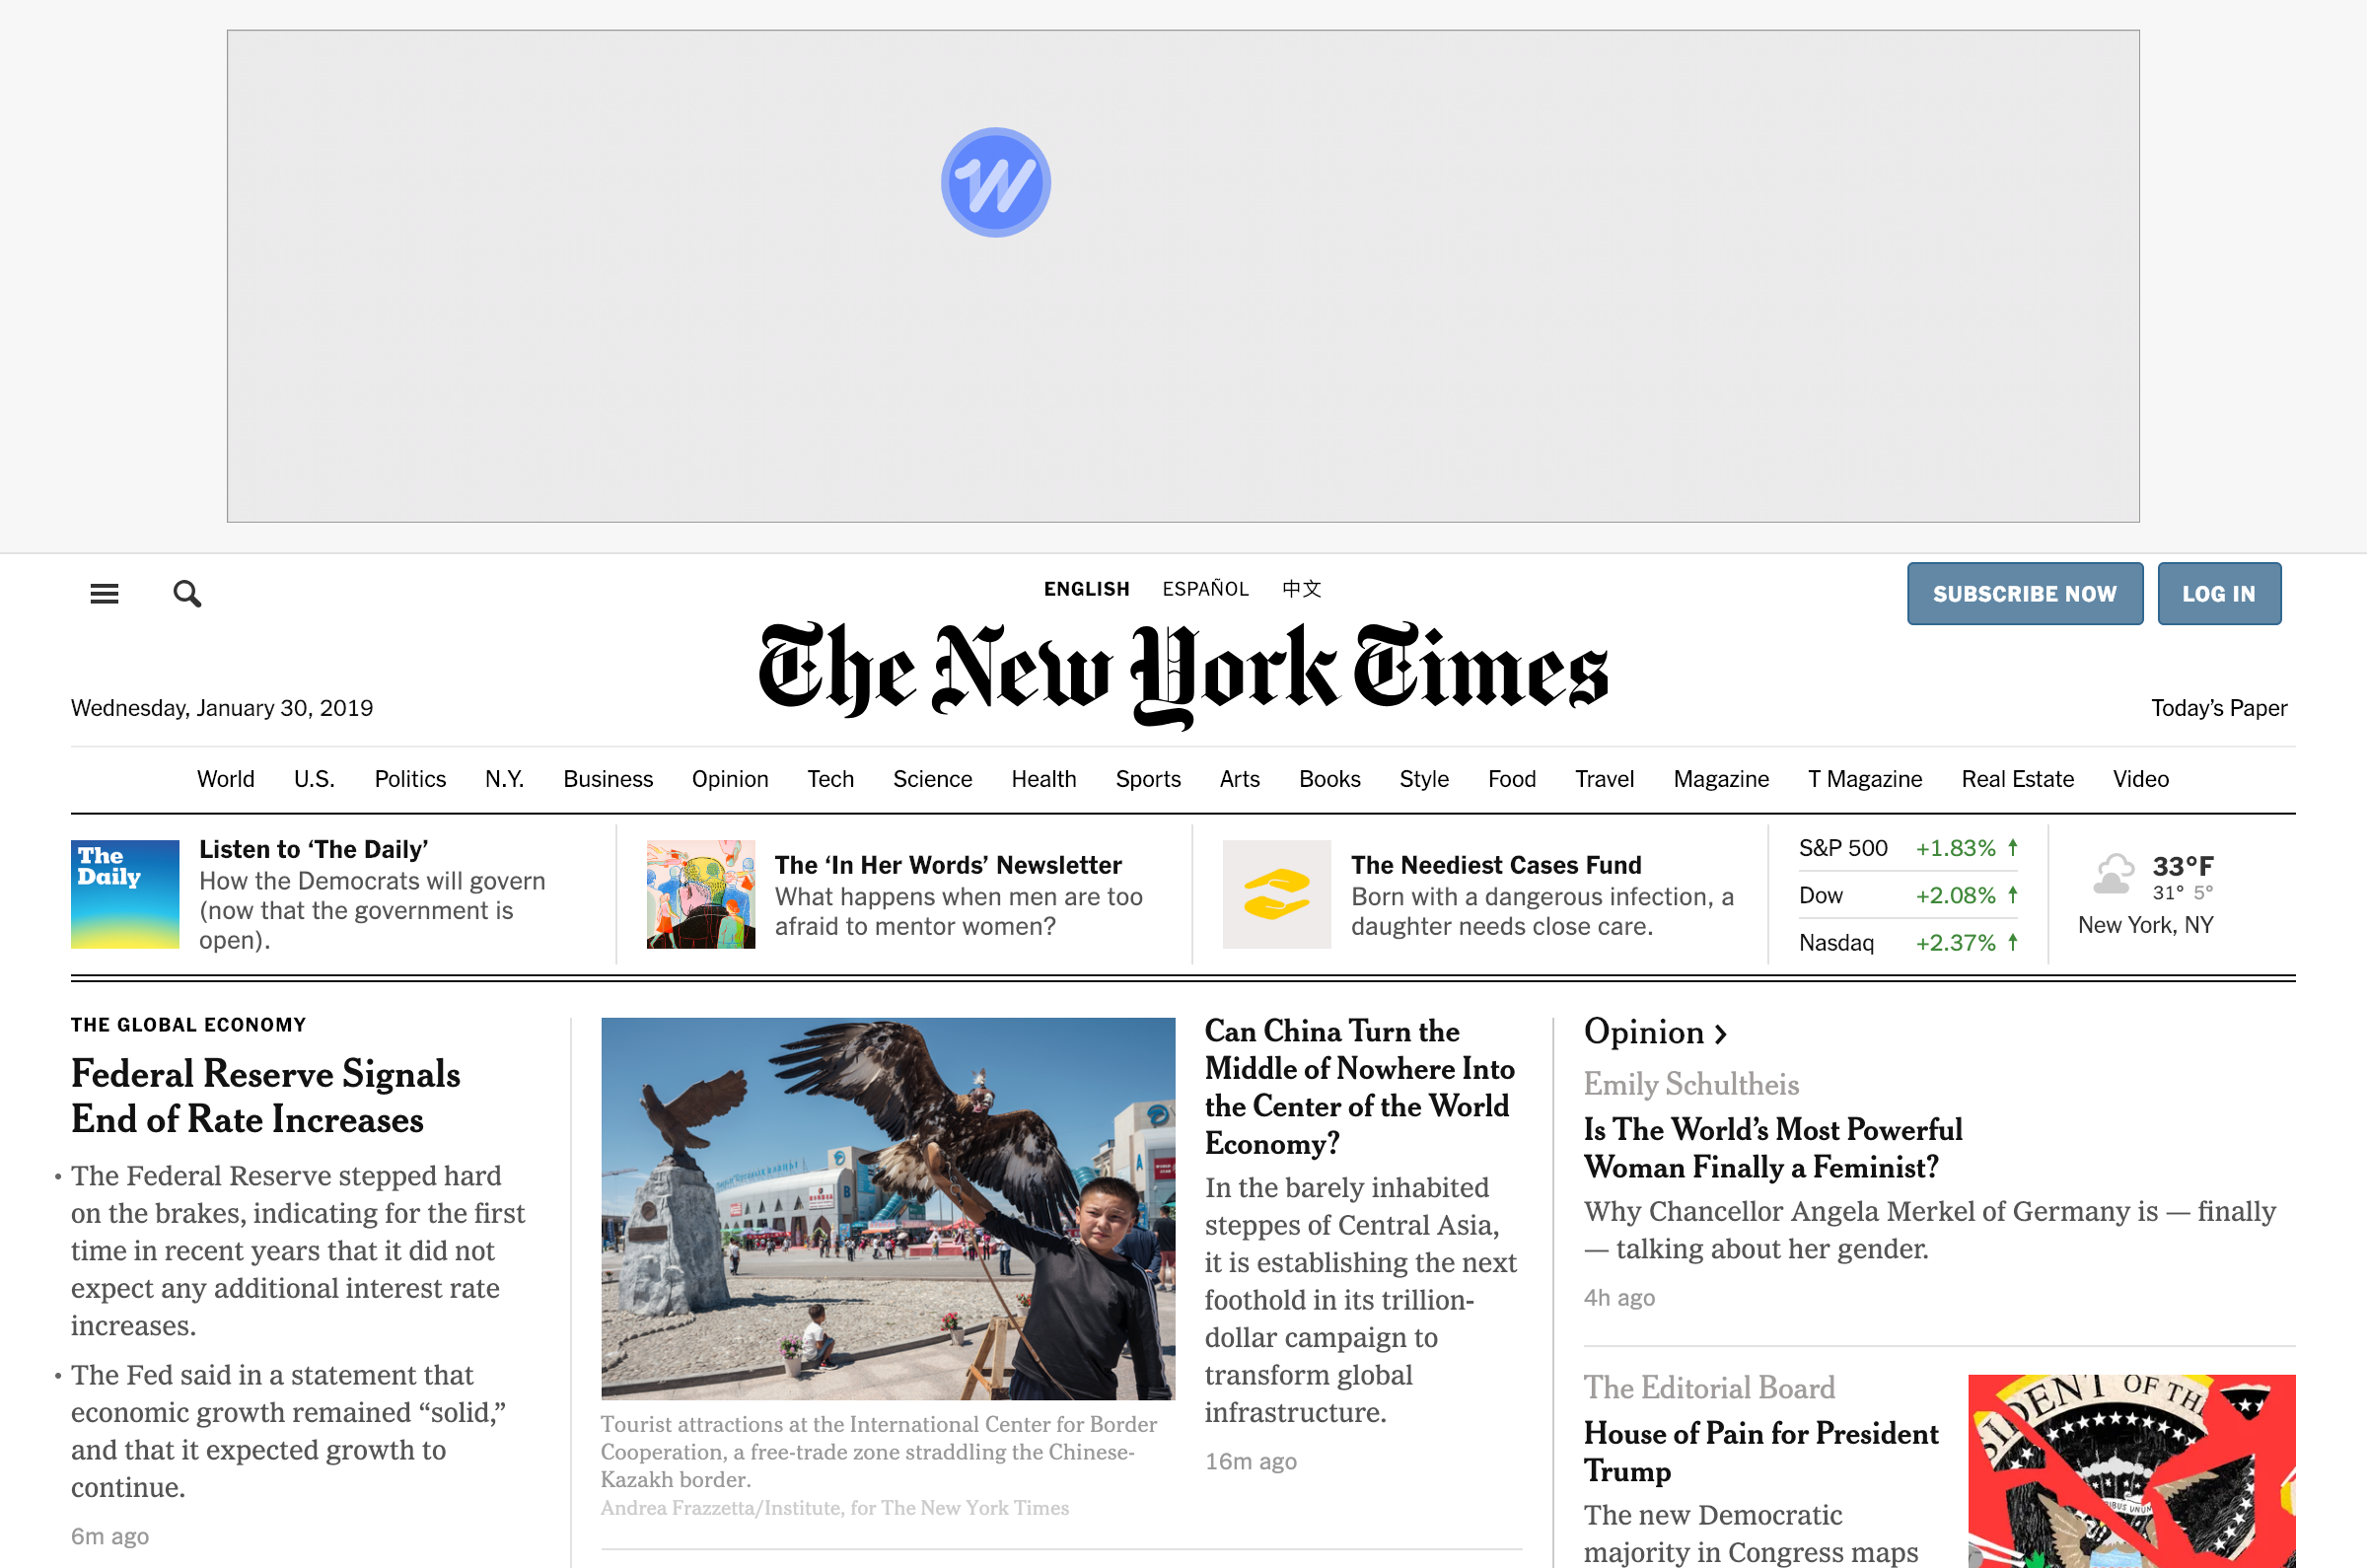 ENGLISH ESPAÑOL 中文
SUBSCRIBE NOW LOG IN
The New York Times
Wednesday, January 30, 2019
Today’s Paper
World U.S. Politics N.Y. Business Opinion Tech Science Health Sports Arts Books Style Food Travel Magazine T Magazine Real Estate Video
The
Daily
Listen to ‘The Daily’
How the Democrats will govern
(now that the government is
open).
The ‘In Her Words’ Newsletter
What happens when men are too
afraid to mentor women?
The Neediest Cases Fund
Born with a dangerous infection, a
daughter needs close care.
S&P 500 +1.83% ↑
Dow +2.08% ↑
Nasdaq +2.37% ↑
33°F
31° 5°
New York, NY
THE GLOBAL ECONOMY
Federal Reserve Signals
End of Rate Increases
• The Federal Reserve stepped hard
on the brakes, indicating for the first
time in recent years that it did not
expect any additional interest rate
increases.
• The Fed said in a statement that
economic growth remained “solid,”
and that it expected growth to
continue.
6m ago
B
A
Tourist attractions at the International Center for Border
Cooperation, a free-trade zone straddling the Chinese-
Kazakh border.
Andrea Frazzetta/Institute, for The New York Times
Can China Turn the
Middle of Nowhere Into
the Center of the World
Economy?
In the barely inhabited
steppes of Central Asia,
it is establishing the next
foothold in its trillion-
dollar campaign to
transform global
infrastructure.
16m ago
Opinion >
Emily Schultheis
Is The World’s Most Powerful
Woman Finally a Feminist?
Why Chancellor Angela Merkel of Germany is — finally
— talking about her gender.
4h ago
The Editorial Board
House of Pain for President
Trump
The new Democratic
majority in Congress maps
SIDENT OF TH